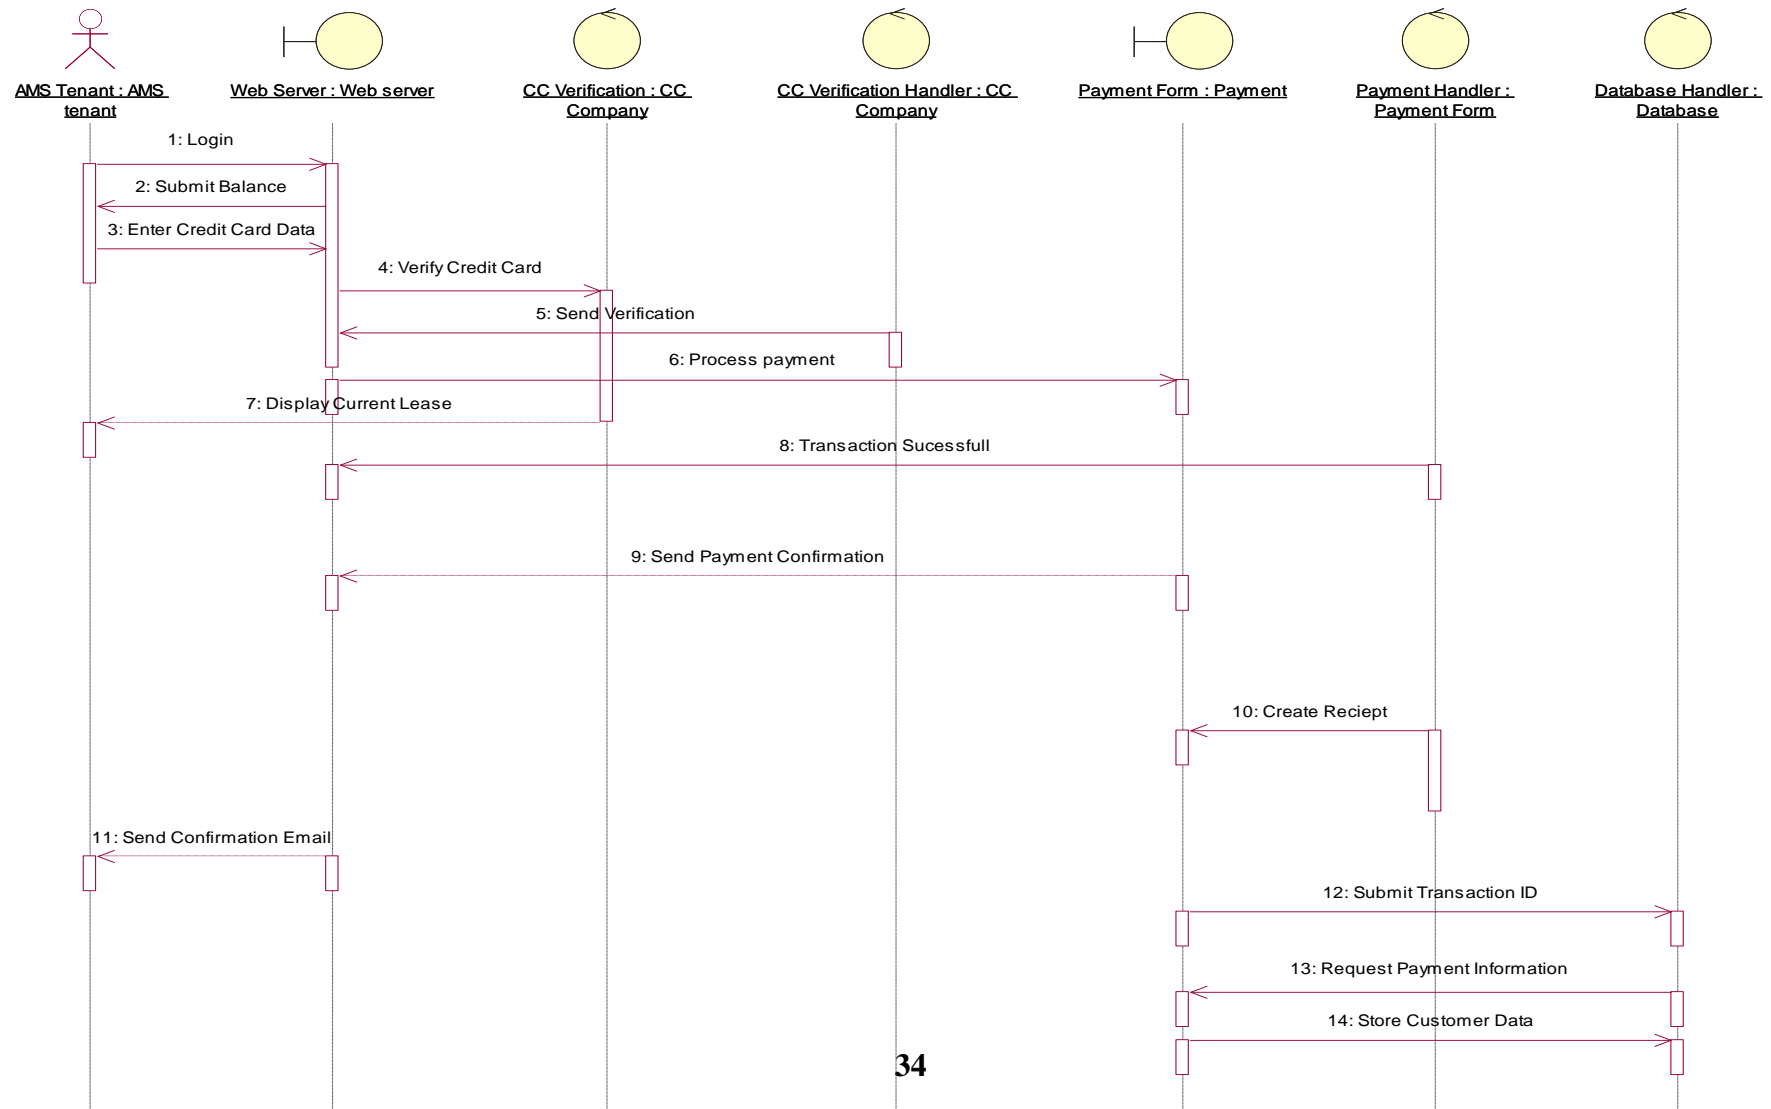 AMS Tenant : AMS
tenant
Web Server : Web server
CC Verification : CC
Company
CC Verification Handler : CC
Company
Payment Form : Payment
Payment Handler :
Payment Form
Database Handler :
Database
1: Login
2: Submit Balance
3: Enter Credit Card Data
4: Verify Credit Card
5: Send Verification
6: Process payment
7: Display Current Lease
8: Transaction Sucessfull
9: Send Payment Confirmation
10: Create Reciept
11: Send Confirmation Email
12: Submit Transaction ID
13: Request Payment Information
14: Store Customer Data
34